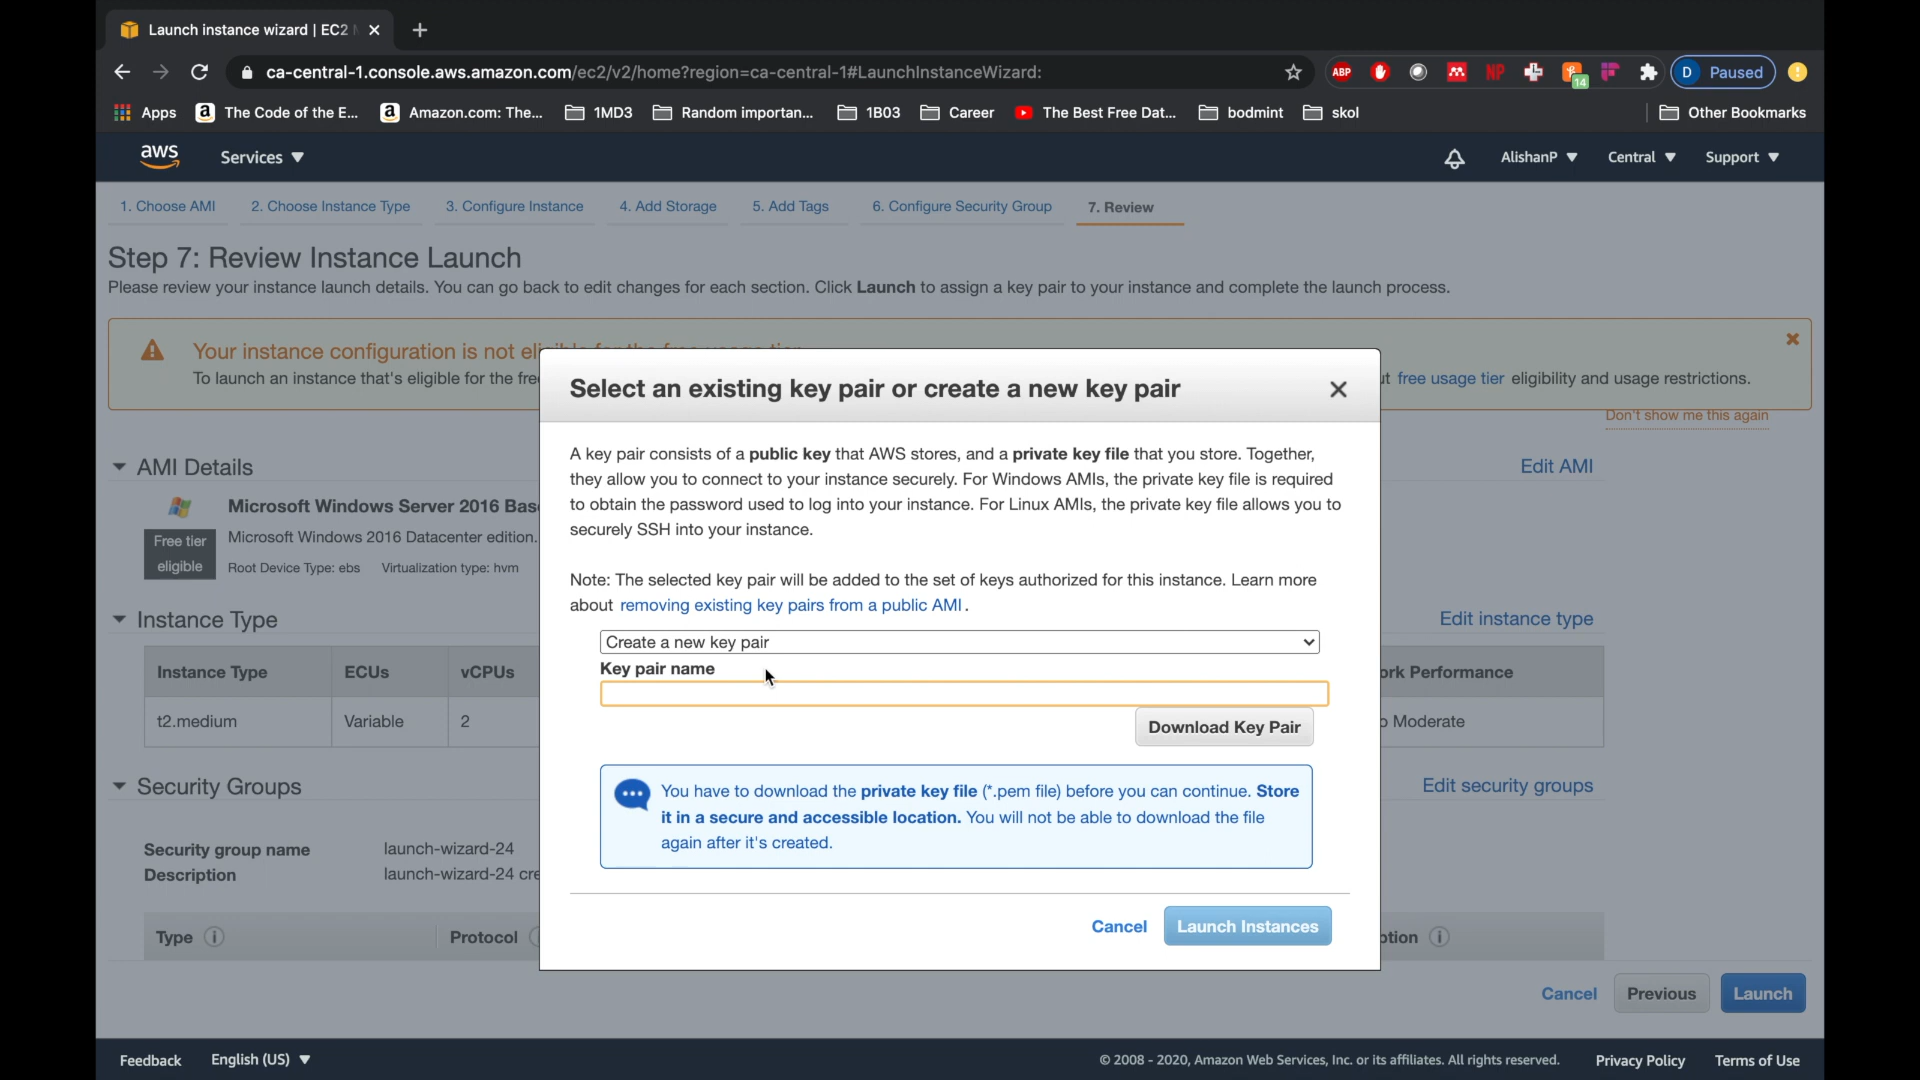 Launch instance wizard | EC2
ca-central-1.console.aws.amazon.com/ec2/v2/home?region=ca-central-1#LaunchInstanceWizard:
ABP
NP
14
D Paused
Apps
The Code of the E...
Amazon.com: The...
1MD3
Random importan...
1B03
Career
The Best Free Dat...
bodmint
skol
Other Bookmarks
aws
Services
AlishanP
Central
Support
1. Choose AMI
2. Choose Instance Type
3. Configure Instance
4. Add Storage
5. Add Tags
6. Configure Security Group
7. Review
Step 7: Review Instance Launch
Please review your instance launch details. You can go back to edit changes for each section. Click Launch to assign a key pair to your instance and complete the launch process.
Your instance configuration is not eligible for the free usage tier
To launch an instance that's eligible for the fre
ut free usage tier eligibility and usage restrictions.
Don't show me this again
Select an existing key pair or create a new key pair
A key pair consists of a public key that AWS stores, and a private key file that you store. Together,
they allow you to connect to your instance securely. For Windows AMIs, the private key file is required
to obtain the password used to log into your instance. For Linux AMIs, the private key file allows you to
securely SSH into your instance.
Note: The selected key pair will be added to the set of keys authorized for this instance. Learn more
about removing existing key pairs from a public AMI.
Create a new key pair
Key pair name
Download Key Pair
You have to download the private key file (*.pem file) before you can continue. Store
it in a secure and accessible location. You will not be able to download the file
again after it's created.
Cancel
Launch Instances
AMI Details
Edit AMI
Microsoft Windows Server 2016 Bas
Free tier
eligible
Microsoft Windows 2016 Datacenter edition.
Root Device Type: ebs Virtualization type: hvm
Instance Type
Edit instance type
Instance Type
ECUs
vCPUs
ork Performance
t2.medium
Variable
2
o Moderate
Security Groups
Edit security groups
Security group name
launch-wizard-24
Description
launch-wizard-24 cre
Type
Protocol
ption
Cancel
Previous
Launch
Feedback
English (US)
© 2008 - 2020, Amazon Web Services, Inc. or its affiliates. All rights reserved.
Privacy Policy
Terms of Use